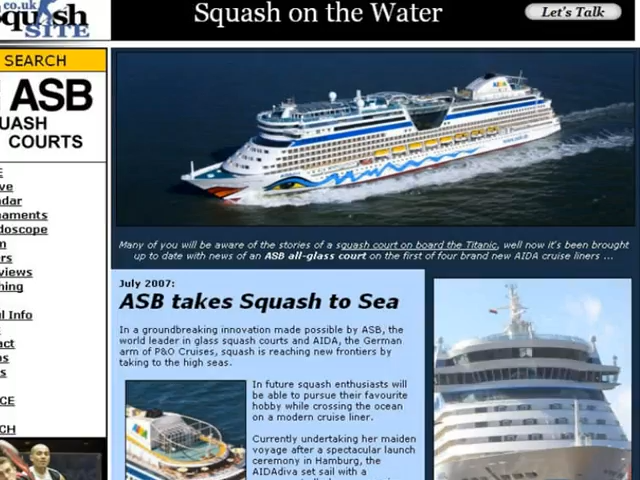 Squash on the Water
Let's Talk
.co.uk
Squash
SITE
SEARCH
ASB
UASH
COURTS
E
ve
dar
naments
doscope
m
ers
views
hing
l Info
act
ns
s
CE
CH
Many of you will be aware of the stories of a squash court on board the Titanic, well now it's been brought
up to date with news of an ASB all-glass court on the first of four brand new AIDA cruise liners ...
July 2007:
ASB takes Squash to Sea
In a groundbreaking innovation made possible by ASB, the
world leader in glass squash courts and AIDA, the German
arm of P&O Cruises, squash is reaching new frontiers by
taking to the high seas.
In future squash enthusiasts will
be able to pursue their favourite
hobby while crossing the ocean
on a modern cruise liner.
Currently undertaking her maiden
voyage after a spectacular launch
ceremony in Hamburg, the
AIDAdiva set sail with a